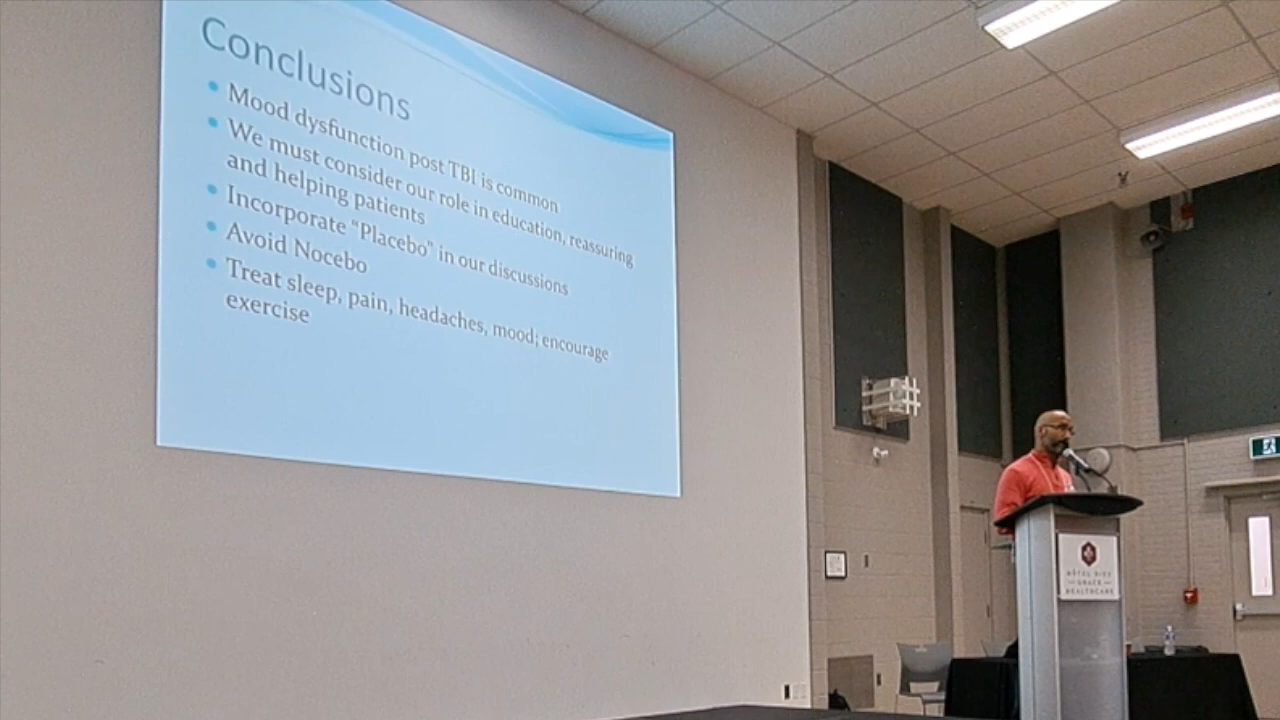 Conclusions
Mood dysfunction post TBI is common
We must consider our role in education, reassuring
and helping patients
Incorporate "Placebo" in our discussions
Avoid Nocebo
Treat sleep, pain, headaches, mood; encourage
exercise
HÔTEL-DIEU
GRACE
HEALTHCARE